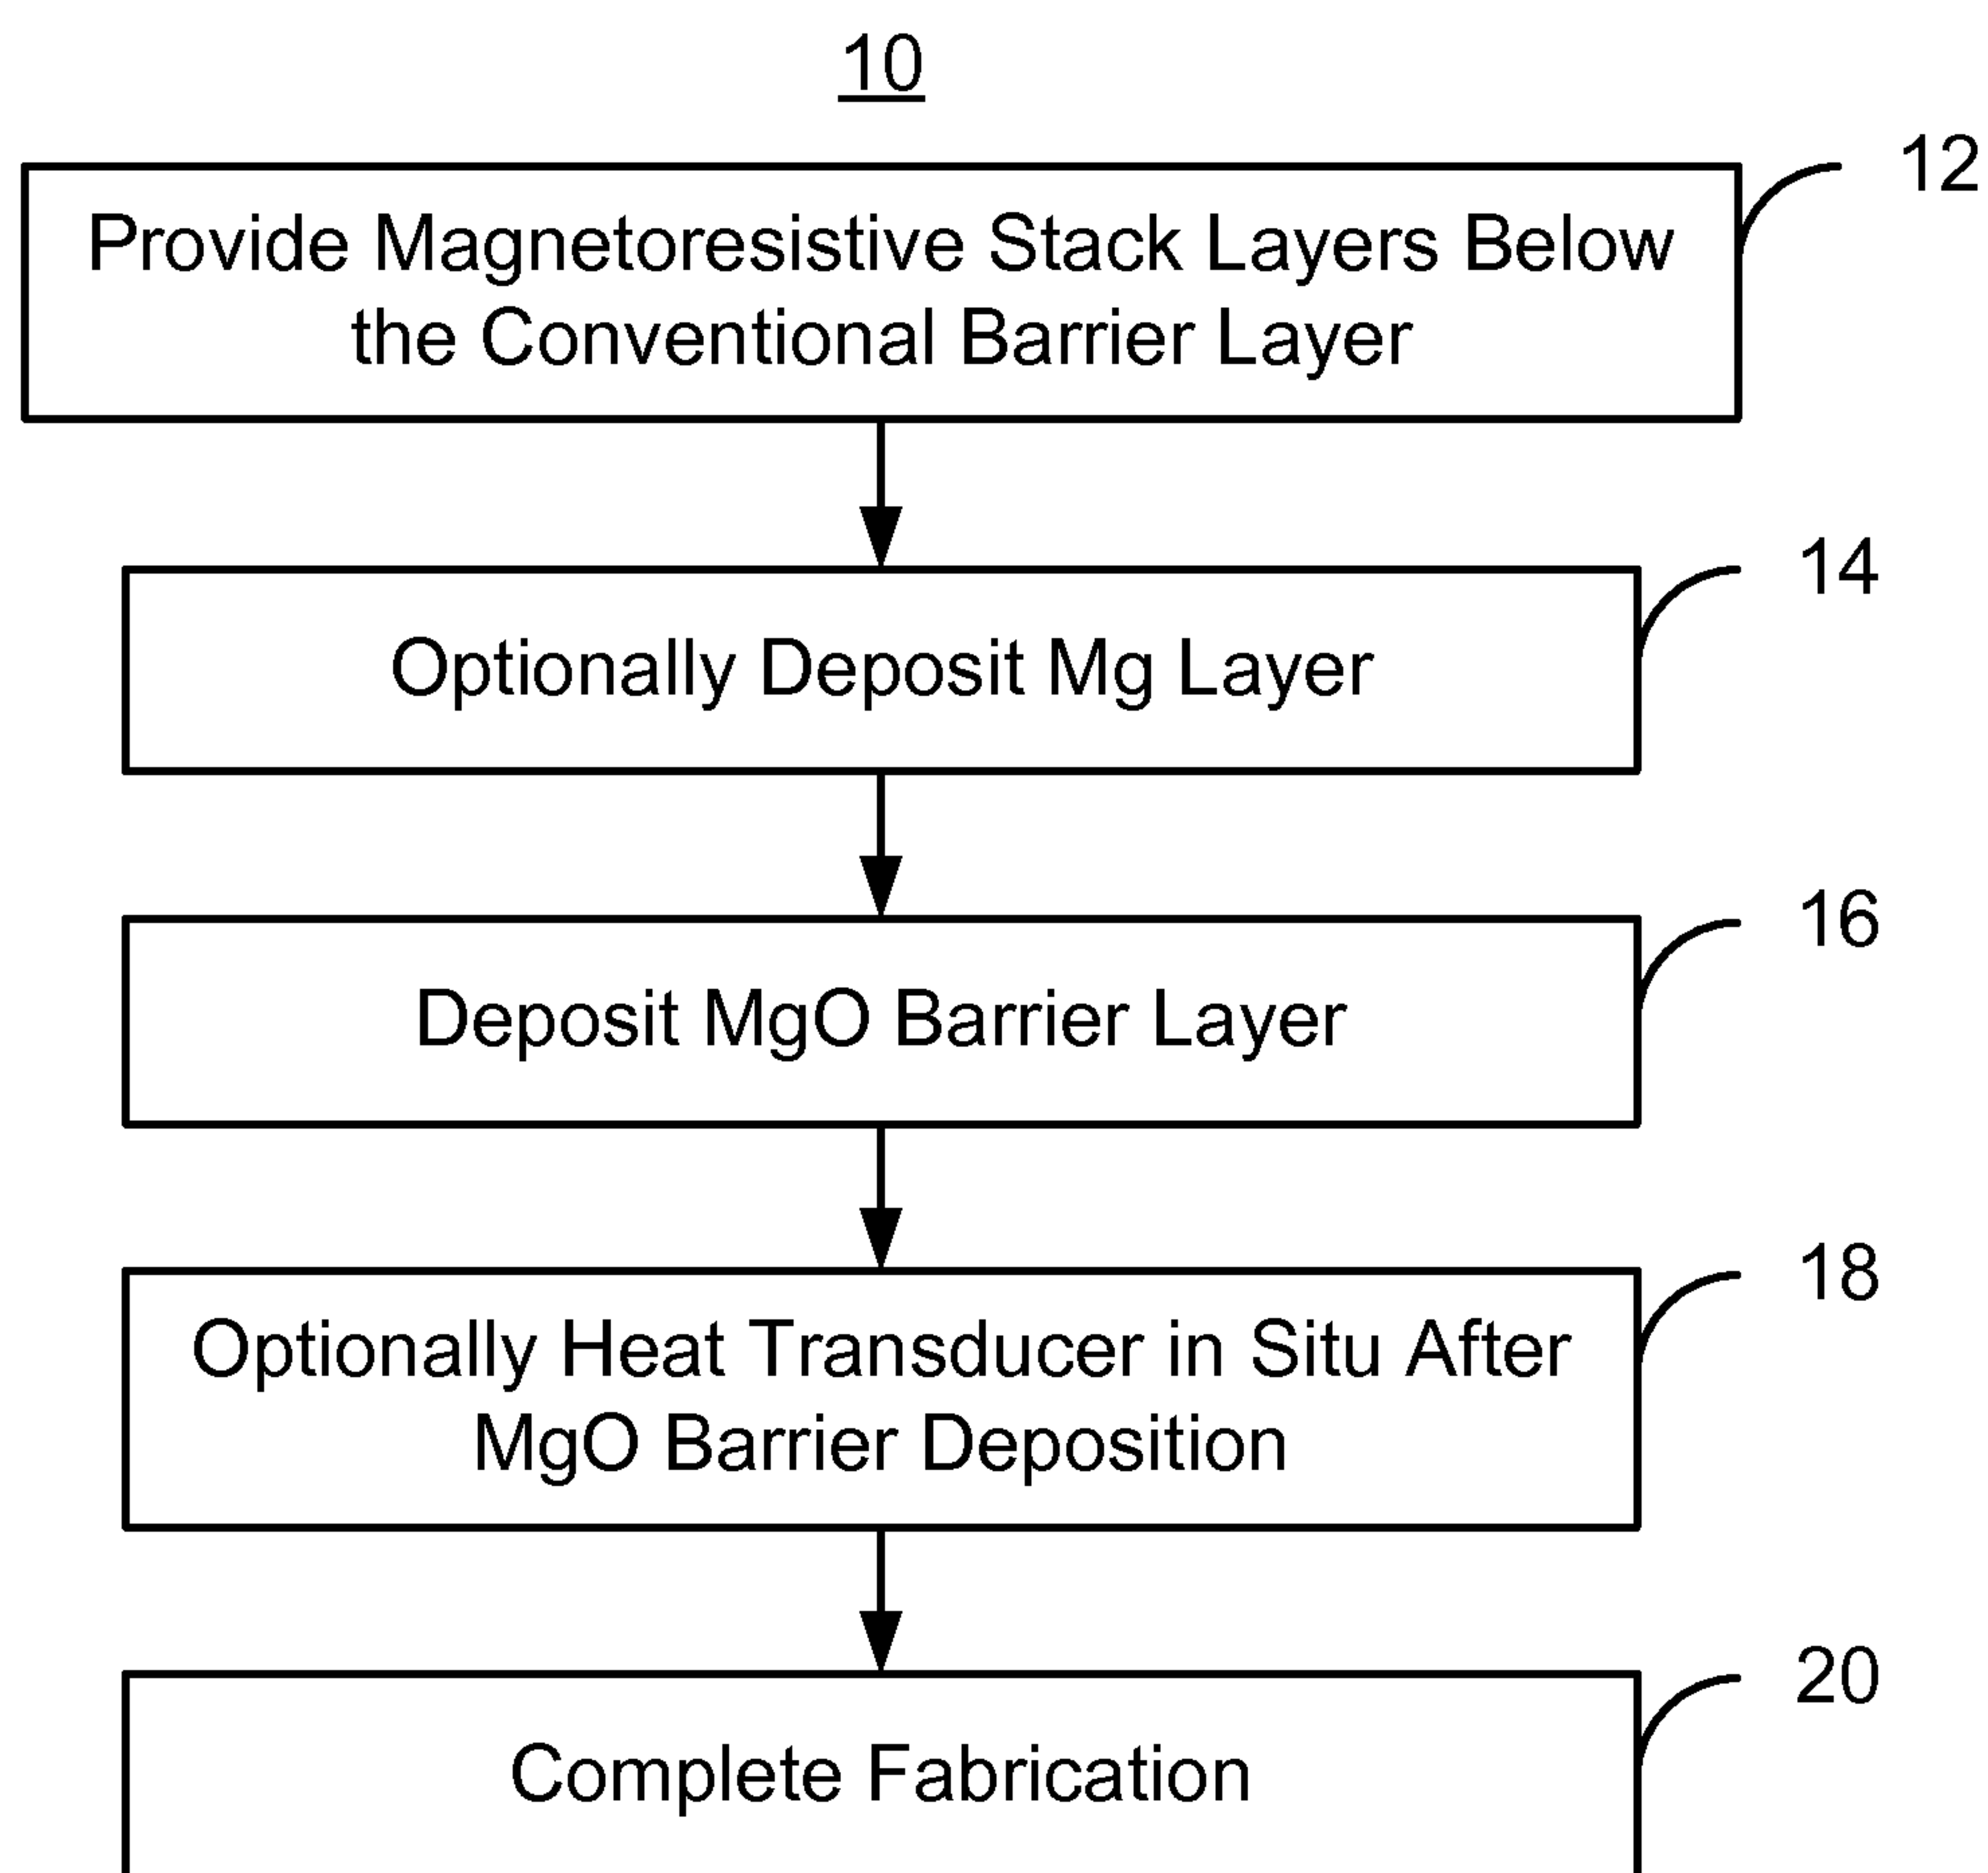 10
12
Provide Magnetoresistive Stack Layers Below
the Conventional Barrier Layer
14
Optionally Deposit Mg Layer
16
Deposit MgO Barrier Layer
18
Optionally Heat Transducer in Situ After
MgO Barrier Deposition
20
Complete Fabrication